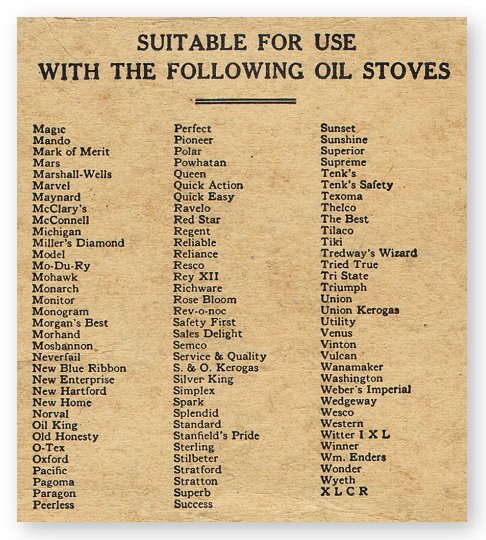 SUITABLE FOR USE
WITH THE FOLLOWING OIL STOVES
Magic
Mando
Mark of Merit
Mars
Marshall-Wells
Marvel
Maynard
McClary's
McConnell
Michigan
Miller's Diamond
Model
Mo-Du-Ry
Mohawk
Monarch
Monitor
Monogram
Morgan's Best
Morhand
Moshannon
Neverfail
New Blue Ribbon
New Enterprise
New Hartford
New Home
Norval
Oil King
Old Honesty
O-Tex
Oxford
Pacific
Pagoma
Paragon
Peerless
Perfect
Pioneer
Polar
Powhatan
Queen
Quick Action
Quick Easy
Ravelo
Red Star
Regent
Reliable
Reliance
Resco
Rey XII
Richware
Rose Bloom
Rev-o-noc
Safety First
Sales Delight
Semco
Service & Quality
S. & O. Kerogas
Silver King
Simplex
Spark
Splendid
Standard
Stanfield's Pride
Sterling
Stilbeter
Stratford
Stratton
Superb
Success
Sunset
Sunshine
Superior
Supreme
Tenk's
Tenk's Safety
Texoma
Thelco
The Best
Tilaco
Tiki
Tredway's Wizard
Tried True
Tri State
Triumph
Union
Union Kerogas
Utility
Venus
Vinton
Vulcan
Wanamaker
Washington
Weber's Imperial
Wedgeway
Wesco
Western
Witter I X L
Winner
Wm. Enders
Wonder
Wyeth
X L C R